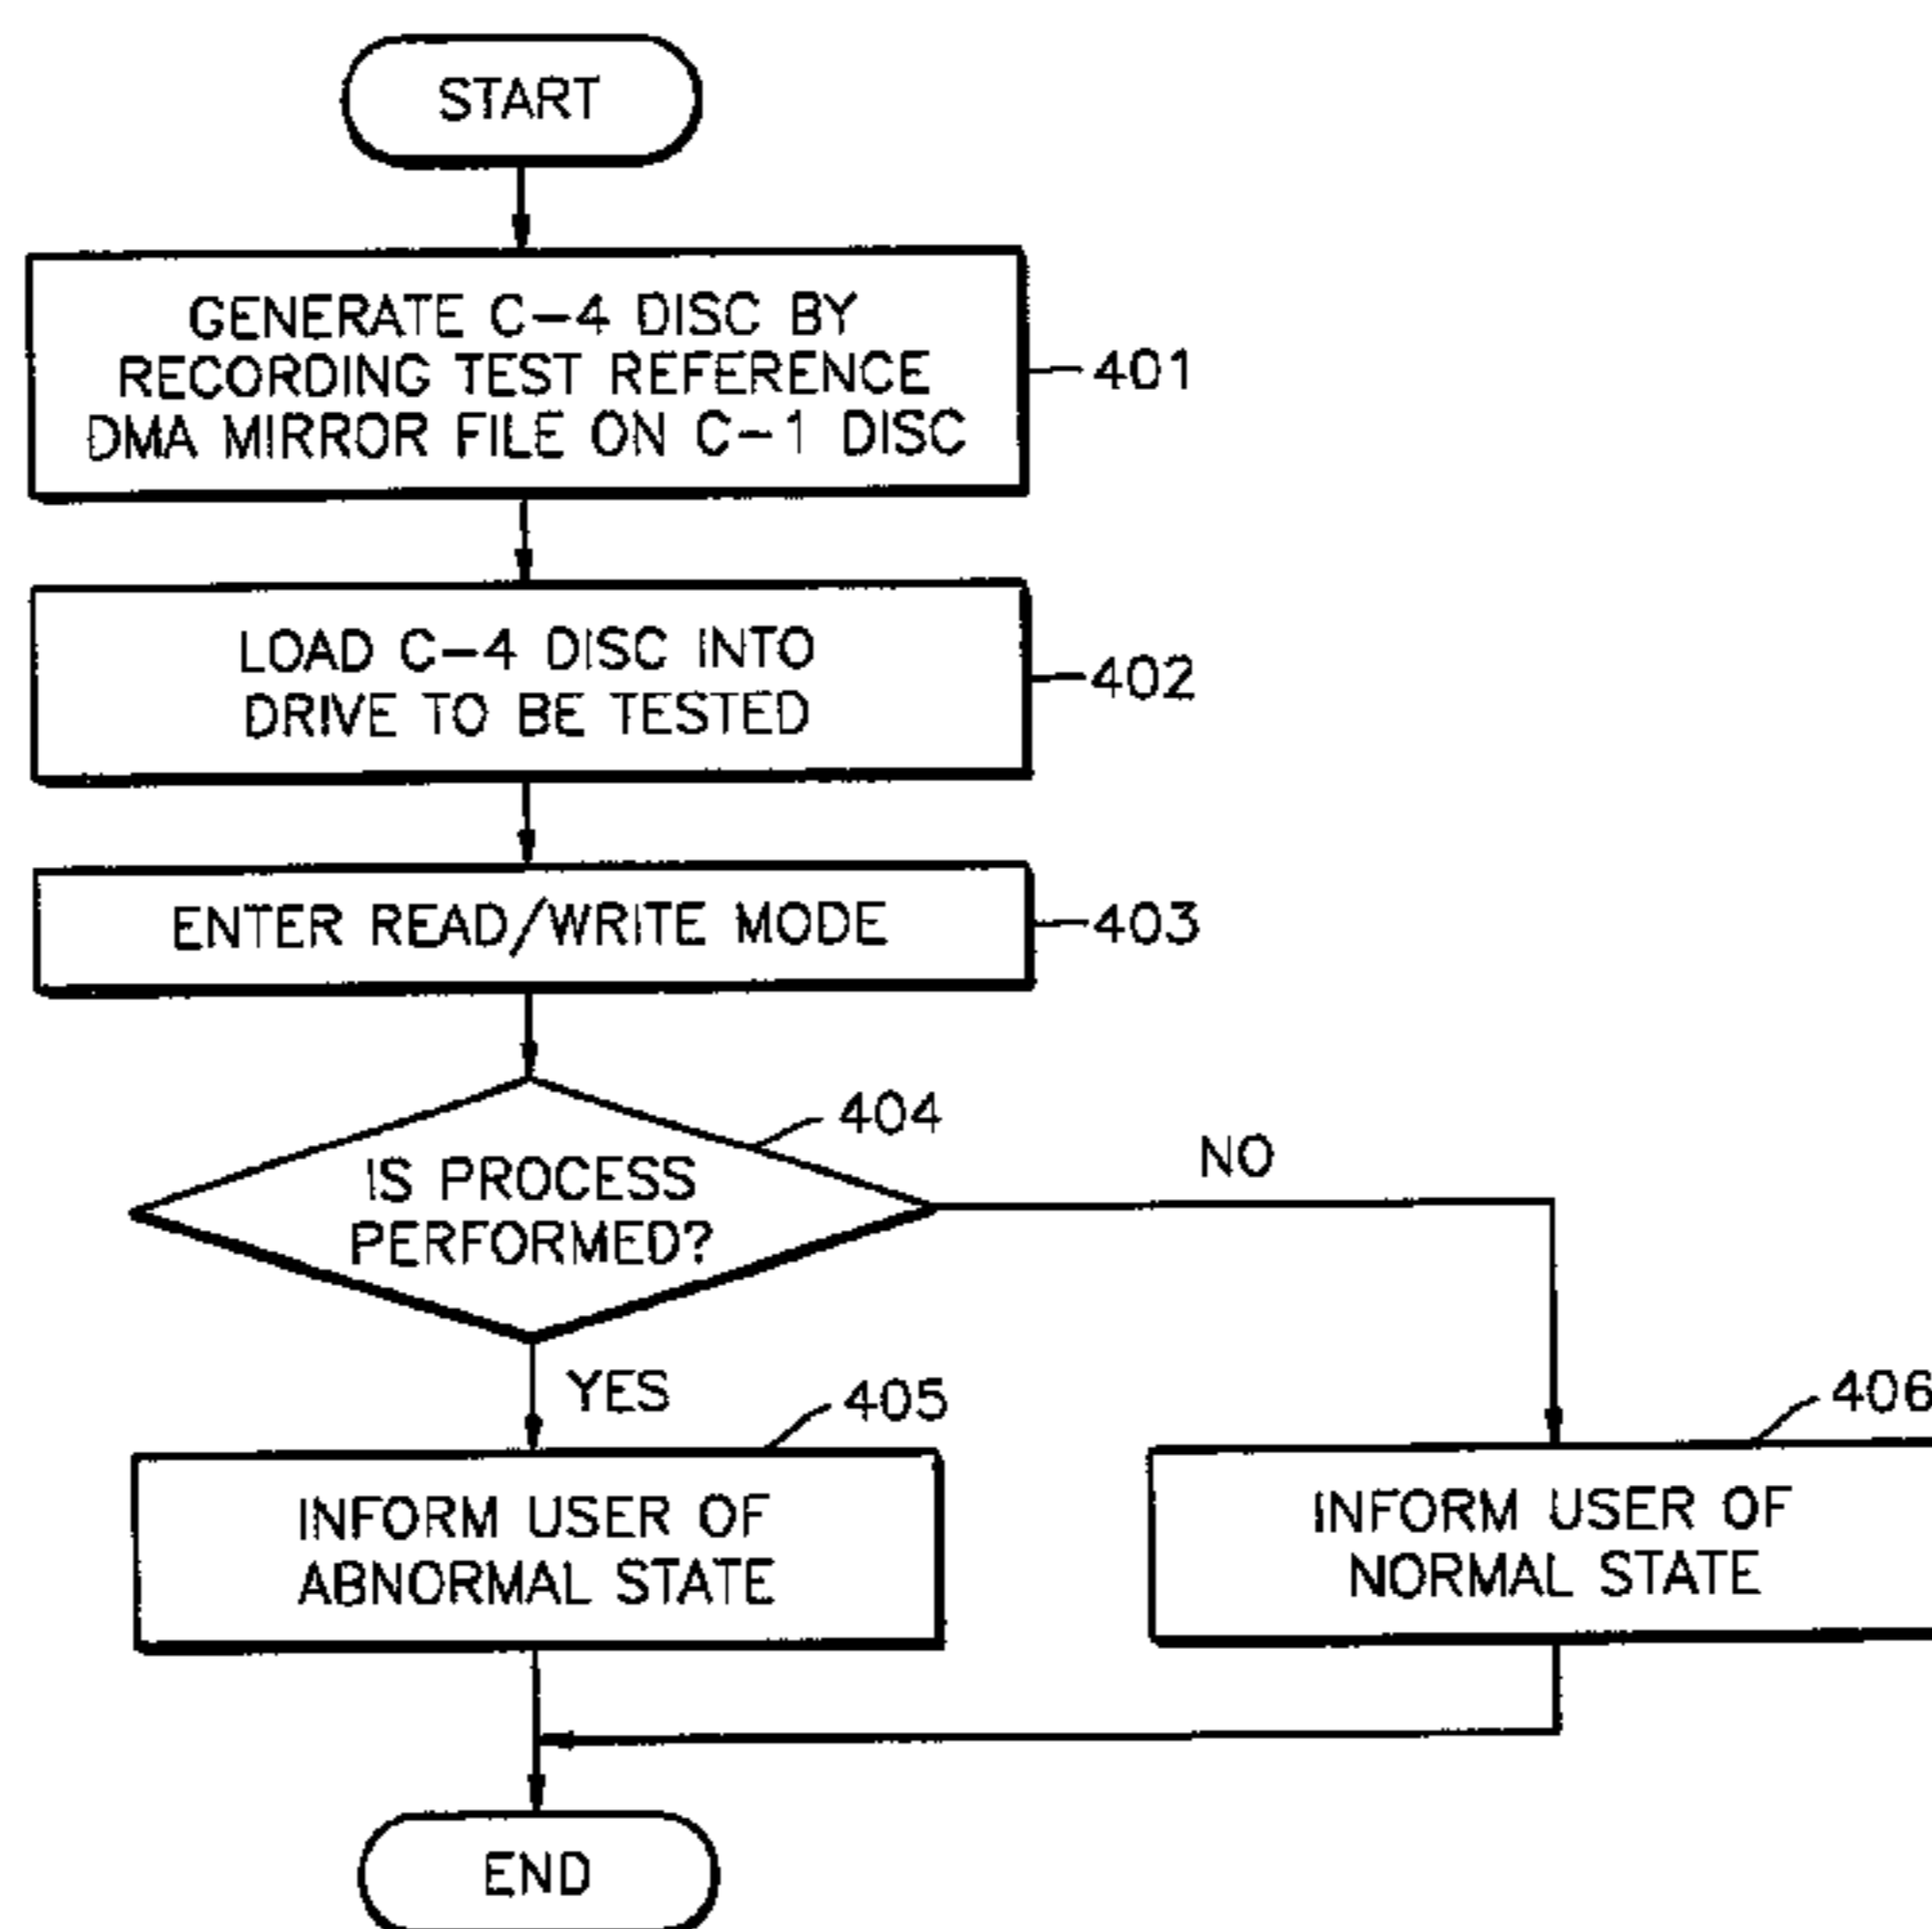 START
GENERATE C-4 DISC BY
RECORDING TEST REFERENCE
DMA MIRROR FILE ON C-1 DISC
401
LOAD C-4 DISC INTO
DRIVE TO BE TESTED
402
ENTER READ/WRITE MODE
403
404
IS PROCESS
PERFORMED?
NO
YES
405
406
INFORM USER OF
ABNORMAL STATE
INFORM USER OF
NORMAL STATE
END